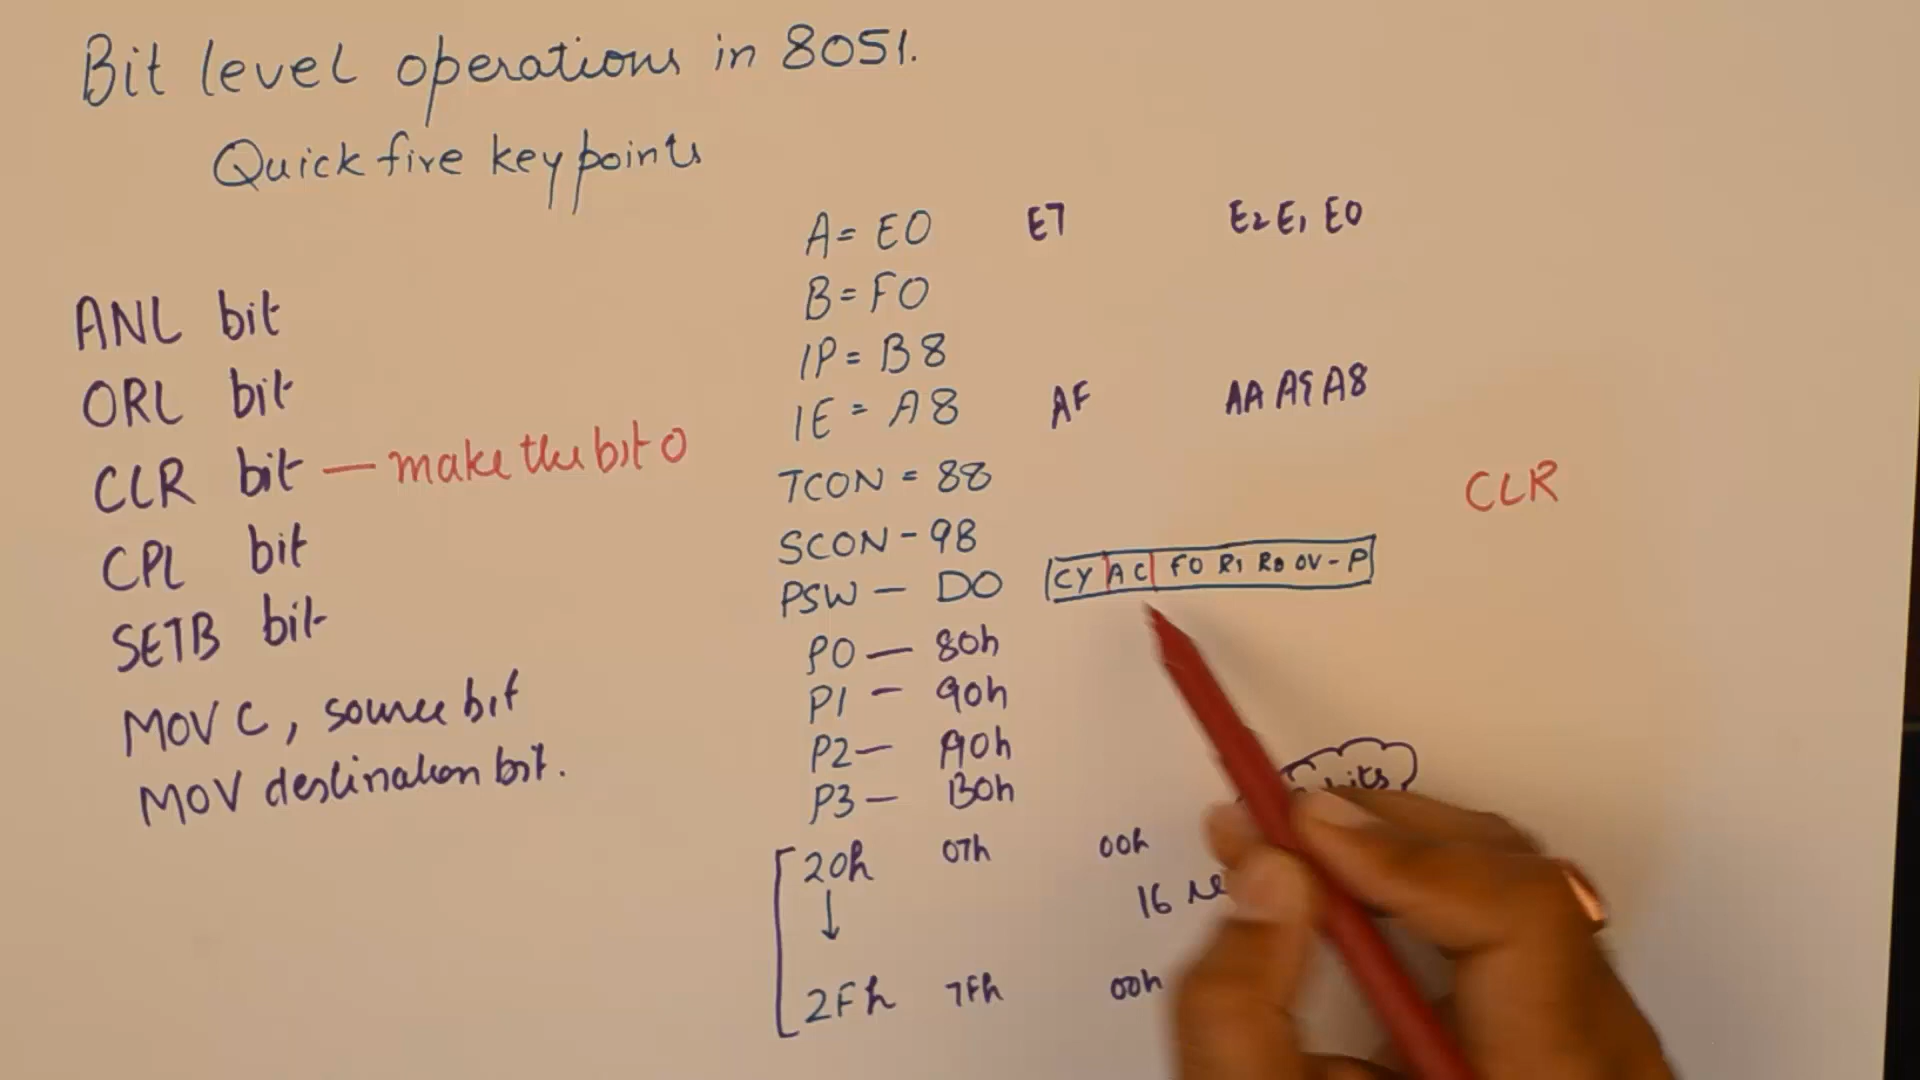 Bit level operations in 8051.
Quick fire key points
ANL bit
ORL bit
CLR bit — make the bit 0
CPL bit
SETB bit
MOV C, source bit
MOV destination bit.
A = E0 E7 E2 E1 E0
B = F0
IP = B8
IE = A8 AF AA A9 A8
TCON = 88
CLR
SCON - 98
PSW — D0 CY AC F0 R1 R0 OV - P
P0 — 80h
P1 — 90h
P2 — A0h
P3 — B0h
bits
20h 07h 00h
16
2Fh 7Fh 00h